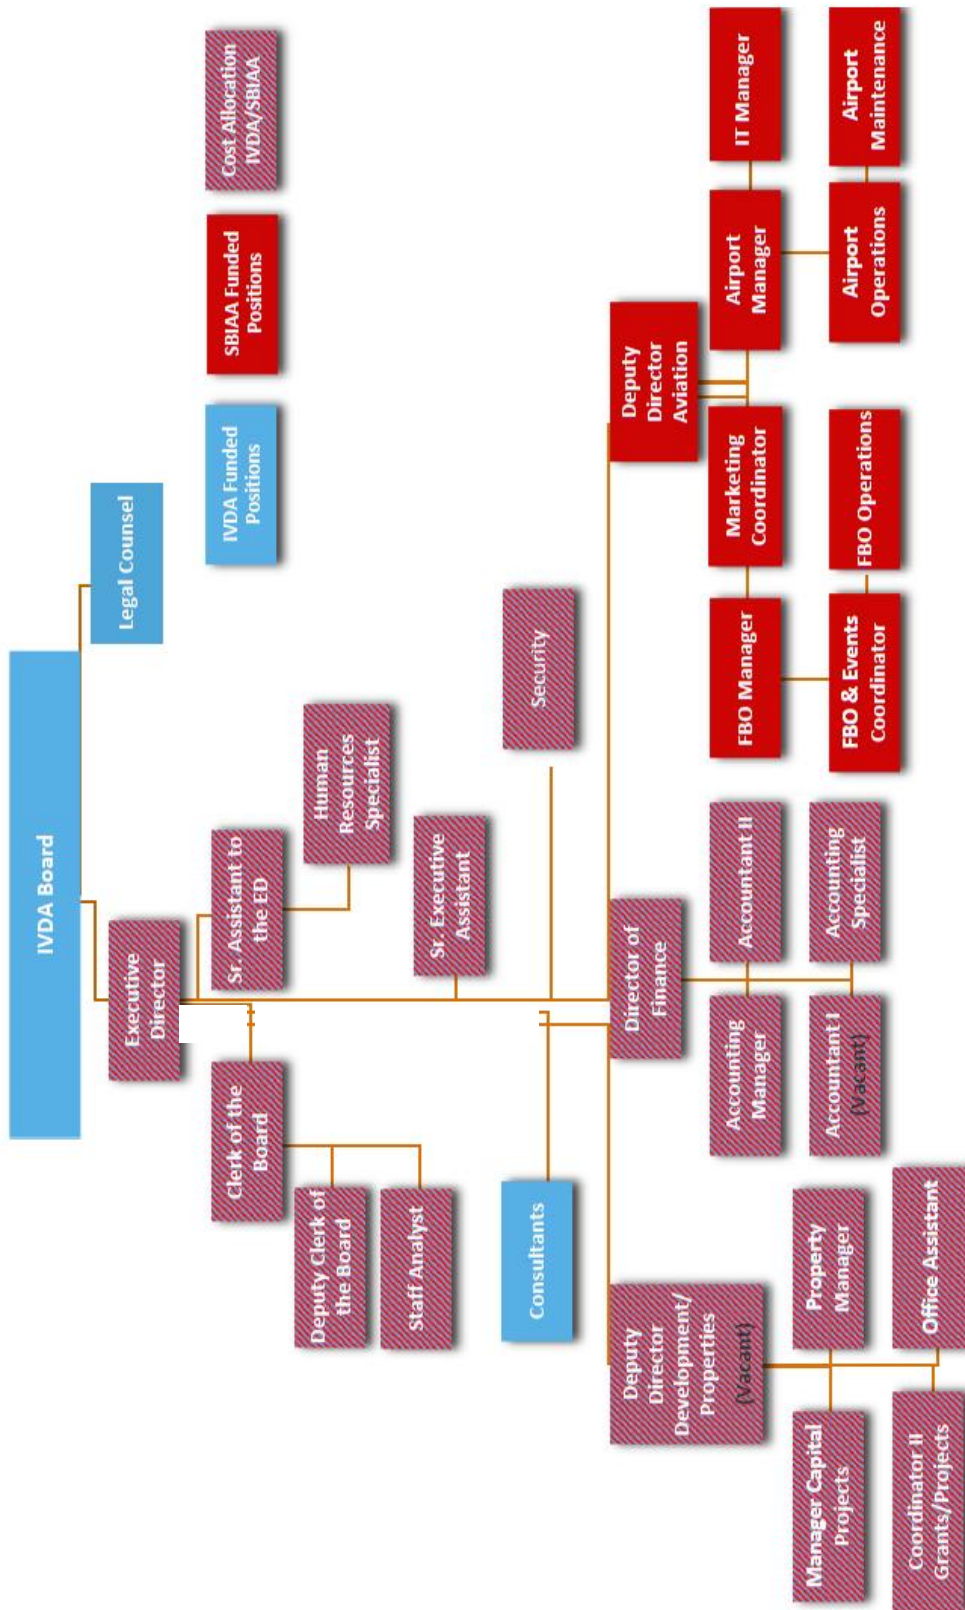 IVDA Board
Legal Counsel
Executive
Director
IVDA Funded
Positions
SBIAA Funded
Positions
Cost Allocation
IVDA/SBIAA
Clerk of the
Board
Sr. Assistant to
the ED
Deputy Clerk of
the Board
Human
Resources
Specialist
Staff Analyst
Sr. Executive
Assistant
Consultants
Security
Deputy
Director
Development/
Properties
(Vacant)
Director of
Finance
Deputy
Director
Aviation
Manager Capital
Projects
Property
Manager
Coordinator II
Grants/Projects
Office Assistant
Accounting
Manager
Accountant II
Accountant I
(Vacant)
Accounting
Specialist
FBO Manager
Marketing
Coordinator
Airport
Manager
IT Manager
FBO & Events
Coordinator
FBO Operations
Airport
Operations
Airport
Maintenance